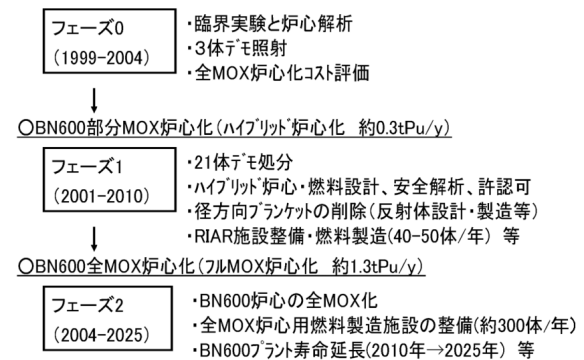 フェーズ0
(1999-2004)
・臨界実験と炉心解析
・3体ﾃﾞﾓ照射
・全MOX炉心化コスト評価
〇BN600部分MOX炉心化(ﾊｲﾌﾞﾘｯﾄﾞ炉心化 約0.3tPu/y)
フェーズ1
(2001-2010)
・21体ﾃﾞﾓ処分
・ﾊｲﾌﾞﾘｯﾄﾞ炉心・燃料設計、安全解析、許認可
・径方向ﾌﾞﾗﾝｹｯﾄの削除(反射体設計・製造等)
・RIAR施設整備・燃料製造(40-50体/年) 等
〇BN600全MOX炉心化(ﾌﾙMOX炉心化 約1.3tPu/y)
フェーズ2
(2004-2025)
・BN600炉心の全MOX化
・全MOX炉心用燃料製造施設の整備(約300体/年)
・BN600ﾌﾟﾗﾝﾄ寿命延長(2010年→2025年) 等